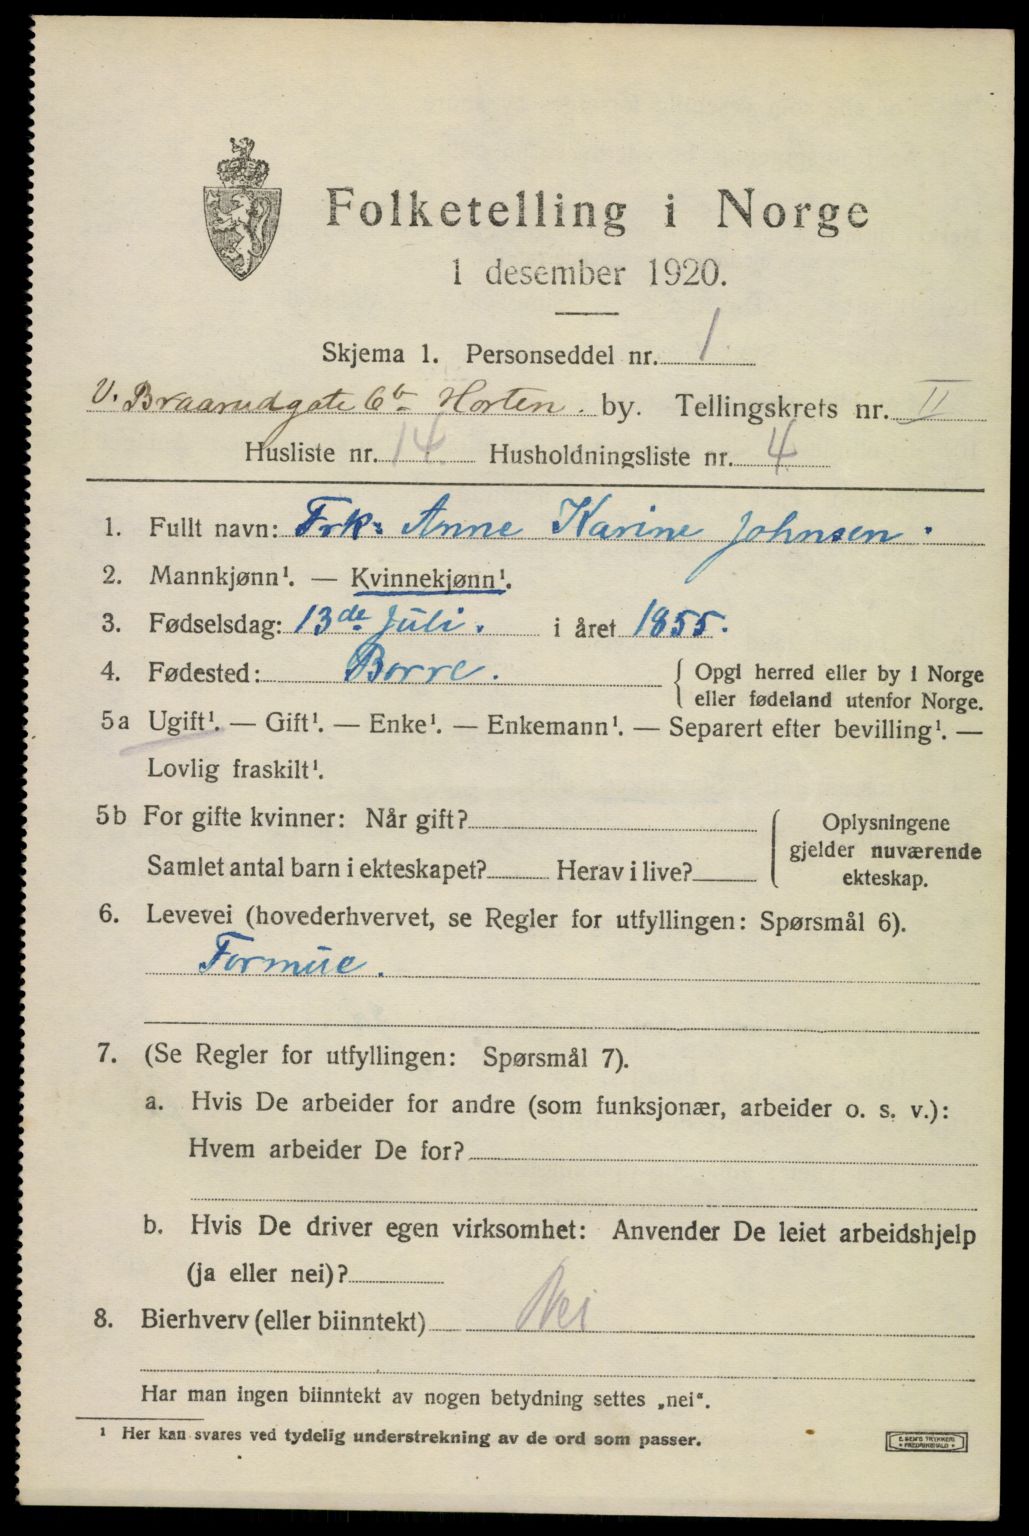 Folketelling i Norge
1 desember 1920.
Skjema 1. Personseddel nr. 1
V. Braarudgate 6b Horten. by. Tellingskrets nr. II
Husliste nr. 14 Husholdningsliste nr. 4
1. Fullt navn: Frk: Anne Karine Johnsen.
2. Mannkjønn¹. — Kvinnekjønn¹.
3. Fødselsdag: 13de Juli. i året 1855.
4. Fødested: Borre. { Opgi herred eller by i Norge
eller fødeland utenfor Norge.
5a Ugift¹. — Gift¹. — Enke¹. — Enkemann¹. — Separert efter bevilling¹. —
Lovlig fraskilt¹.
5b For gifte kvinner: Når gift?
Samlet antal barn i ekteskapet? Herav i live?
Oplysningene
gjelder nuværende
ekteskap.
6. Levevei (hovederhvervet, se Regler for utfyllingen: Spørsmål 6).
Formue.
7. (Se Regler for utfyllingen: Spørsmål 7).
a. Hvis De arbeider for andre (som funksjonær, arbeider o. s. v.):
Hvem arbeider De for?
b. Hvis De driver egen virksomhet: Anvender De leiet arbeidshjelp
(ja eller nei)?
8. Bierhverv (eller biinntekt) Nei
Har man ingen biinntekt av nogen betydning settes „nei“.
¹ Her kan svares ved tydelig understrekning av de ord som passer.
E. SEM'S TRYKKERI
• FREDRIKSHALD •